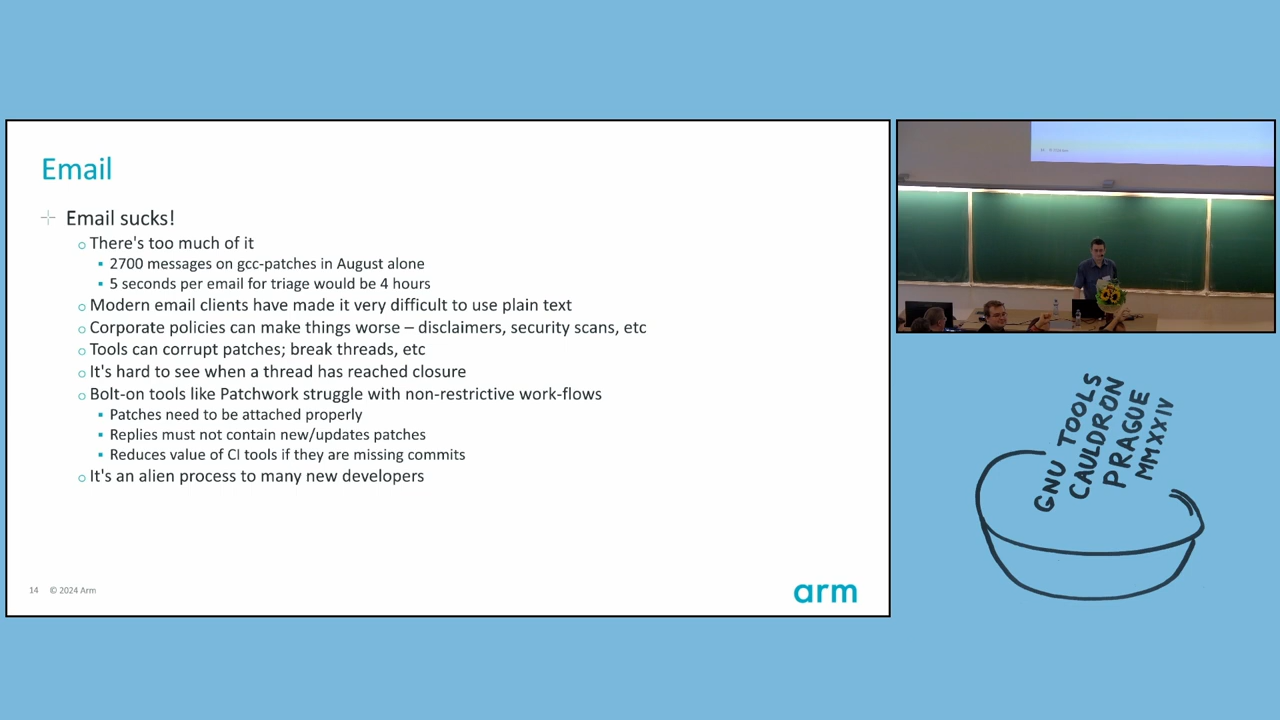 Email
Email sucks!
There's too much of it
2700 messages on gcc-patches in August alone
5 seconds per email for triage would be 4 hours
Modern email clients have made it very difficult to use plain text
Corporate policies can make things worse – disclaimers, security scans, etc
Tools can corrupt patches; break threads, etc
It's hard to see when a thread has reached closure
Bolt-on tools like Patchwork struggle with non-restrictive work-flows
Patches need to be attached properly
Replies must not contain new/updates patches
Reduces value of CI tools if they are missing commits
It's an alien process to many new developers
14 © 2024 Arm
arm
GNU TOOLS
CAULDRON
PRAGUE
MMXXIV